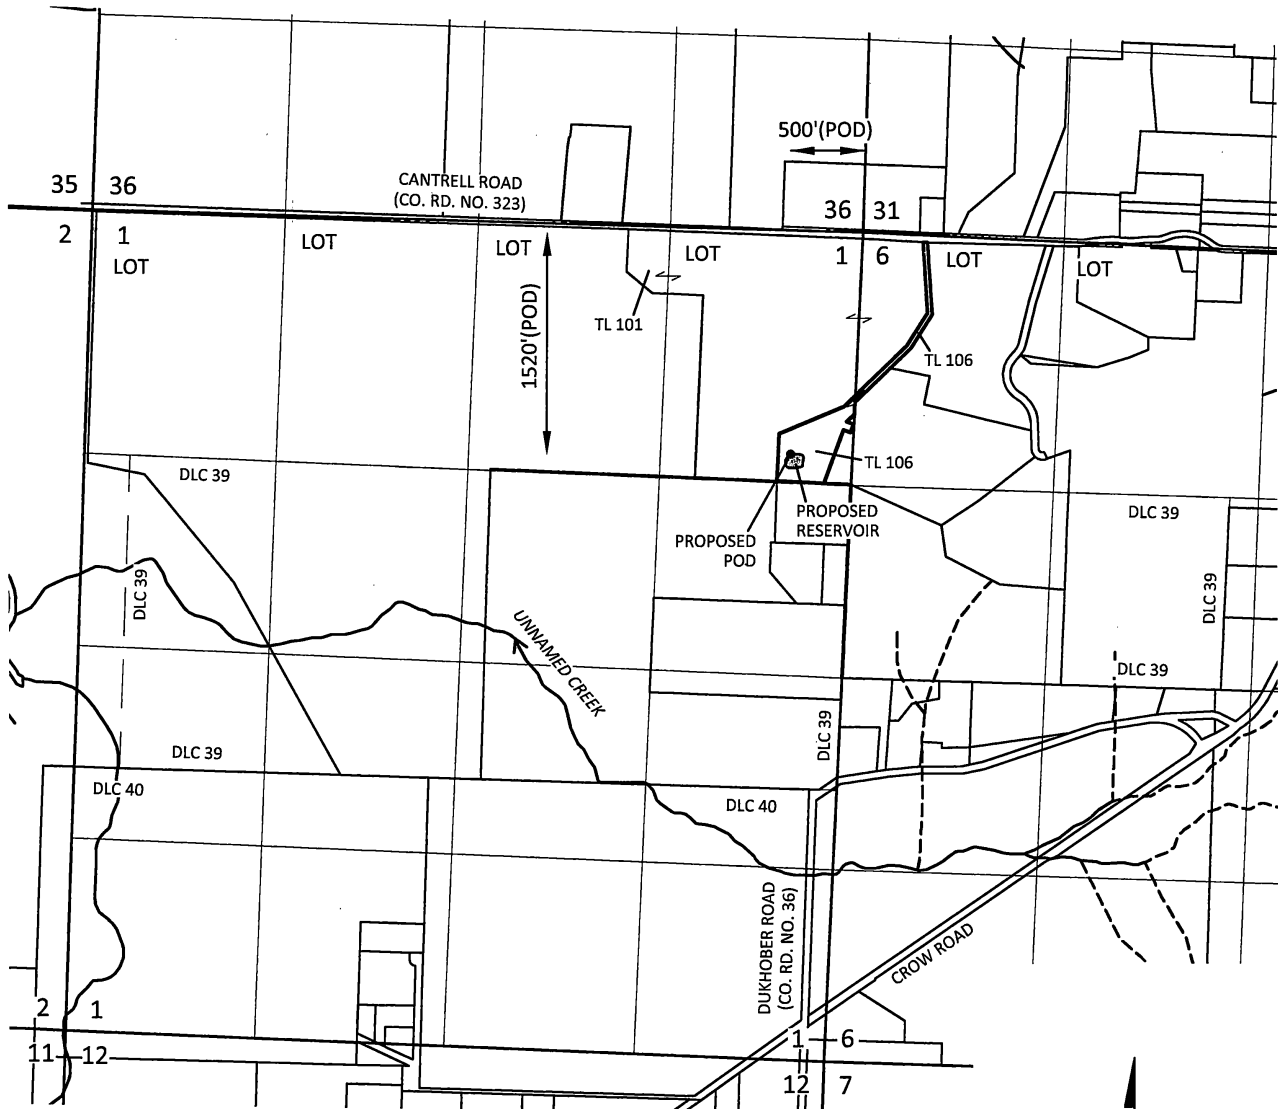 500'(POD)
CANTRELL ROAD
(CO. RD. NO. 323)
35 36
36 31
2 1
LOT
LOT
LOT
LOT
1 6
LOT
LOT
TL 101
1520'(POD)
TL 106
TL 106
DLC 39
PROPOSED
RESERVOIR
DLC 39
PROPOSED
POD
DLC 39
DLC 39
UNNAMED CREEK
DLC 39
DLC 39
DLC 39
DLC 40
DLC 40
DUKHOBER ROAD
(CO. RD. NO. 36)
CROW ROAD
2 1
11 12
1 6
12 7